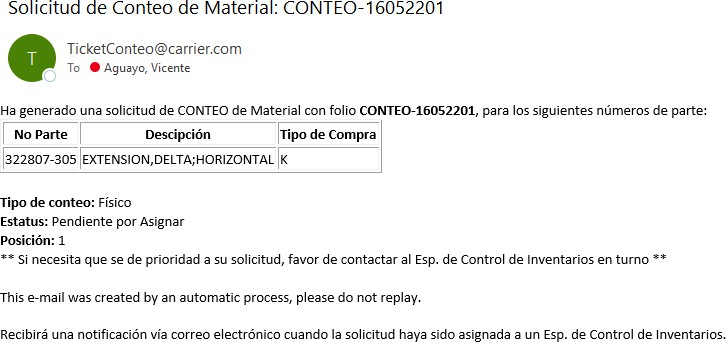 Solicitud de Conteo de Material: CONTEO-16052201
T
TicketConteo@carrier.com
To Aguayo, Vicente
Ha generado una solicitud de CONTEO de Material con folio CONTEO-16052201, para los siguientes números de parte:
No Parte Descipción Tipo de Compra
322807-305 EXTENSION,DELTA;HORIZONTAL K
Tipo de conteo: Físico
Estatus: Pendiente por Asignar
Posición: 1
** Si necesita que se de prioridad a su solicitud, favor de contactar al Esp. de Control de Inventarios en turno **
This e-mail was created by an automatic process, please do not replay.
Recibirá una notificación vía correo electrónico cuando la solicitud haya sido asignada a un Esp. de Control de Inventarios.